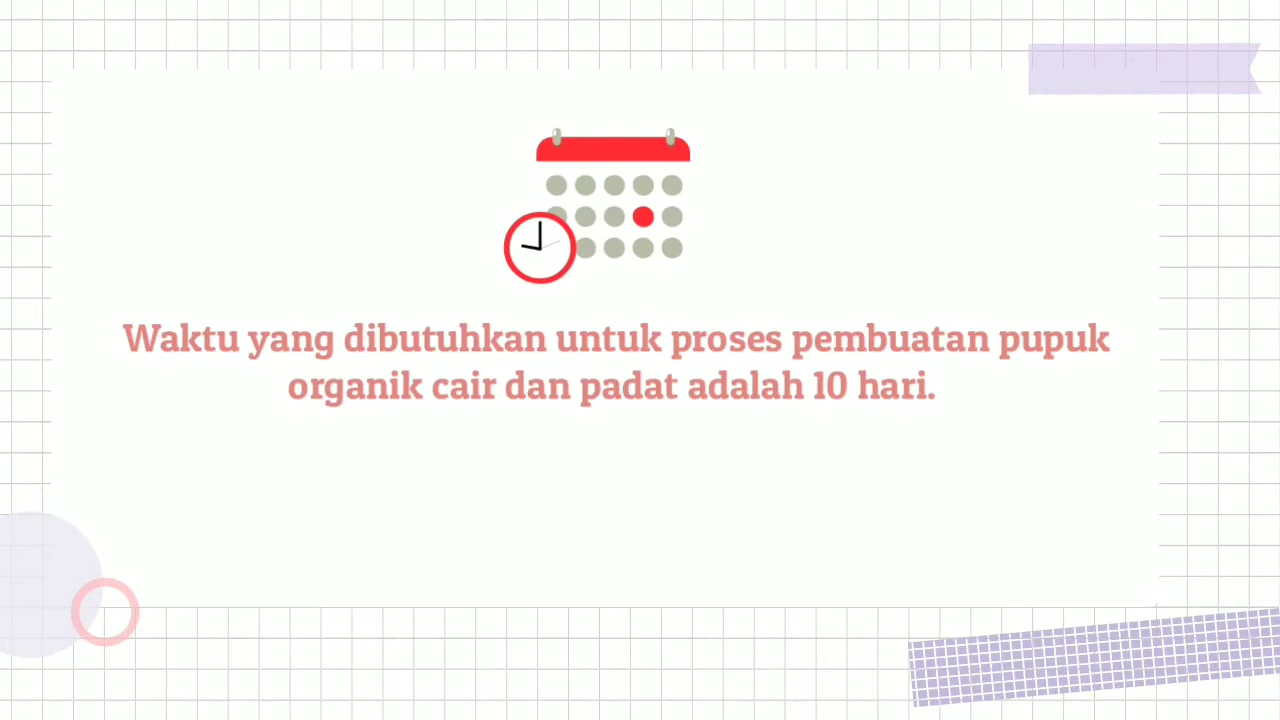 Waktu yang dibutuhkan untuk proses pembuatan pupuk
organik cair dan padat adalah 10 hari.